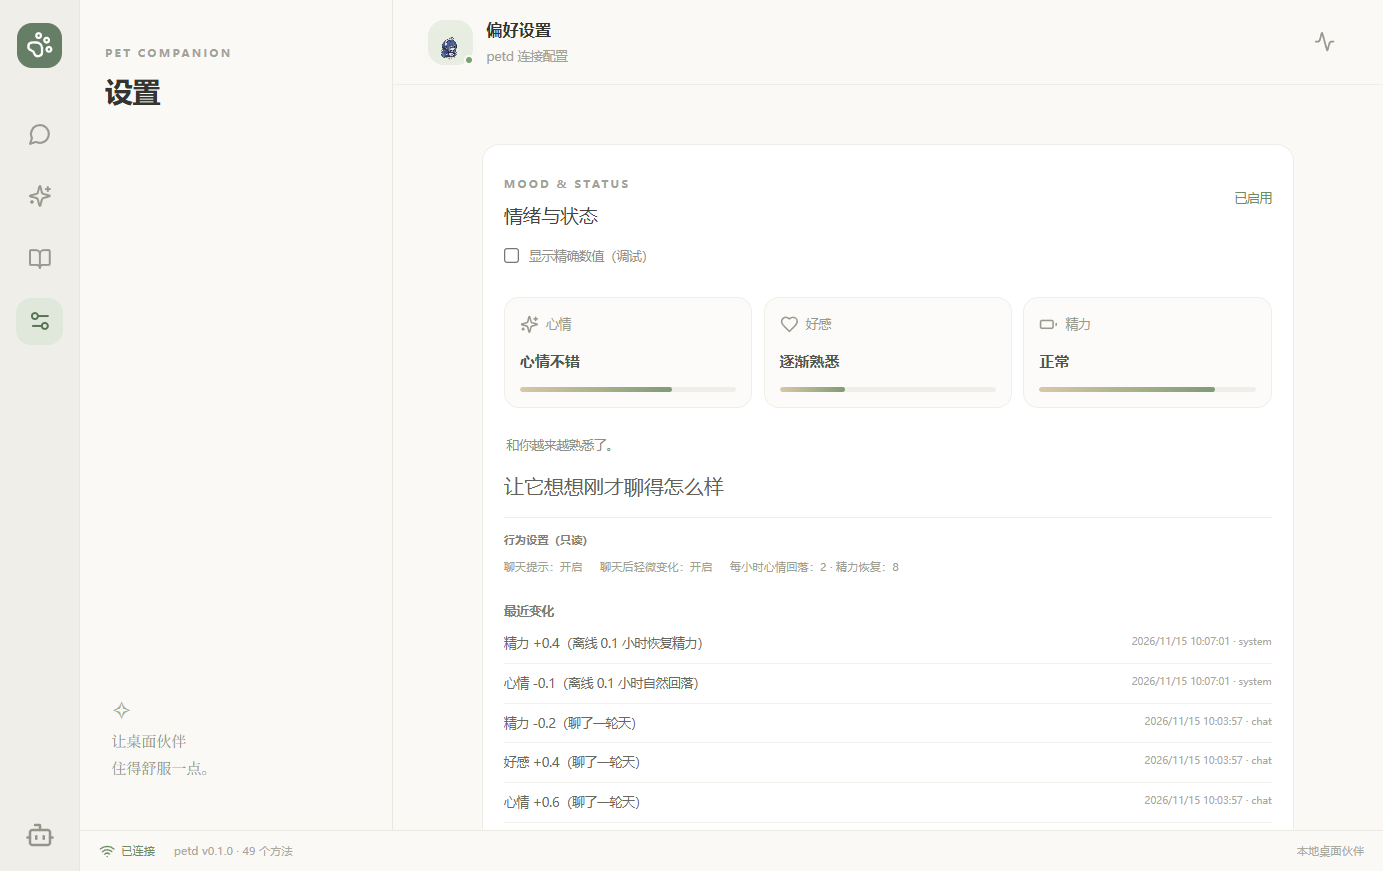 PET COMPANION
设置
偏好设置
petd 连接配置
MOOD & STATUS
情绪与状态
已启用
显示精确数值（调试）
心情
心情不错
好感
逐渐熟悉
精力
正常
和你越来越熟悉了。
让它想想刚才聊得怎么样
行为设置（只读）
聊天提示：开启 聊天后轻微变化：开启 每小时心情回落：2 · 精力恢复：8
最近变化
精力 +0.4（离线 0.1 小时恢复精力） 2026/11/15 10:07:01 · system
心情 -0.1（离线 0.1 小时自然回落） 2026/11/15 10:07:01 · system
精力 -0.2（聊了一轮天） 2026/11/15 10:03:57 · chat
好感 +0.4（聊了一轮天） 2026/11/15 10:03:57 · chat
心情 +0.6（聊了一轮天） 2026/11/15 10:03:57 · chat
让桌面伙伴
住得舒服一点。
已连接 petd v0.1.0 · 49 个方法 本地桌面伙伴